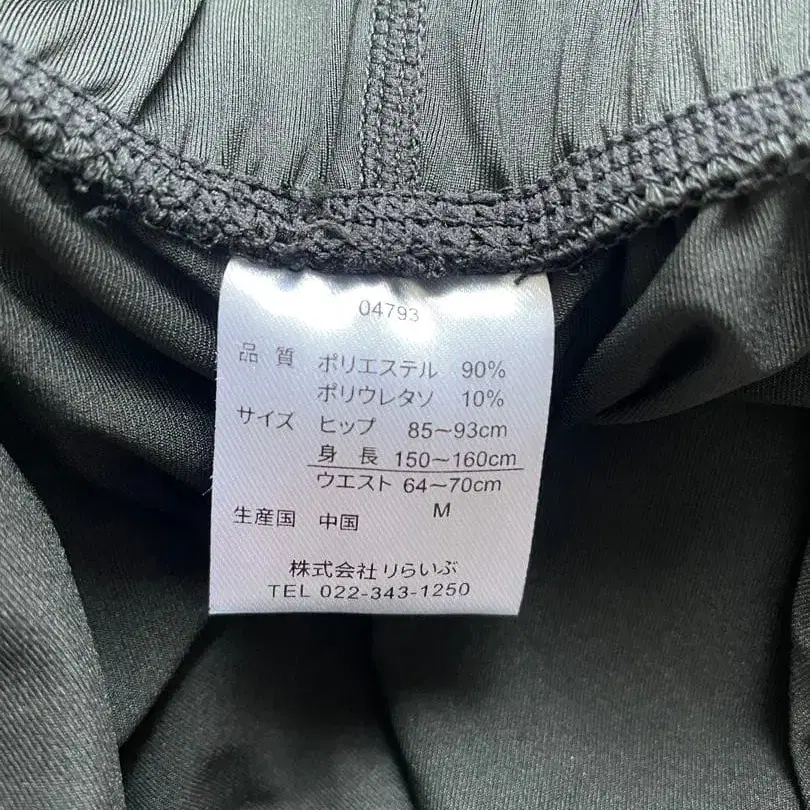 04793
品 質 ポリエステル 90%
ポリウレタソ 10%
サイズ ヒップ 85～93cm
身 長 150～160cm
ウエスト 64～70cm
M
生産国 中国
株式会社りらいぶ
TEL 022-343-1250